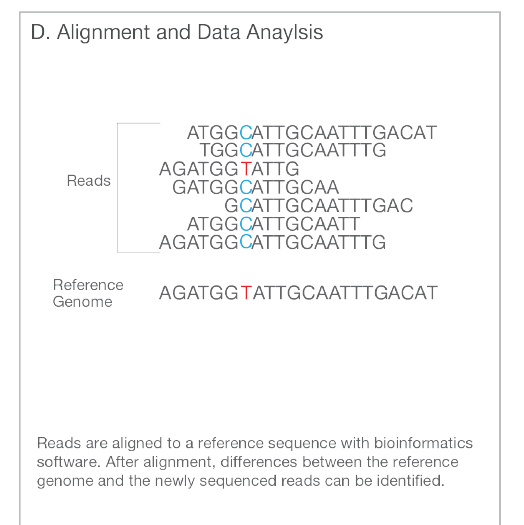 D. Alignment and Data Anaylsis
ATGGCATTGCAATTTGACAT
TGGCATTGCAATTTG
AGATGGTATTG
Reads
GATGGCATTGCAA
GCATTGCAATTTGAC
ATGGCATTGCAATT
AGATGGCATTGCAATTTG
Reference
Genome
AGATGGTATTGCAATTTGACAT
Reads are aligned to a reference sequence with bioinformatics
software. After alignment, differences between the reference
genome and the newly sequenced reads can be identified.